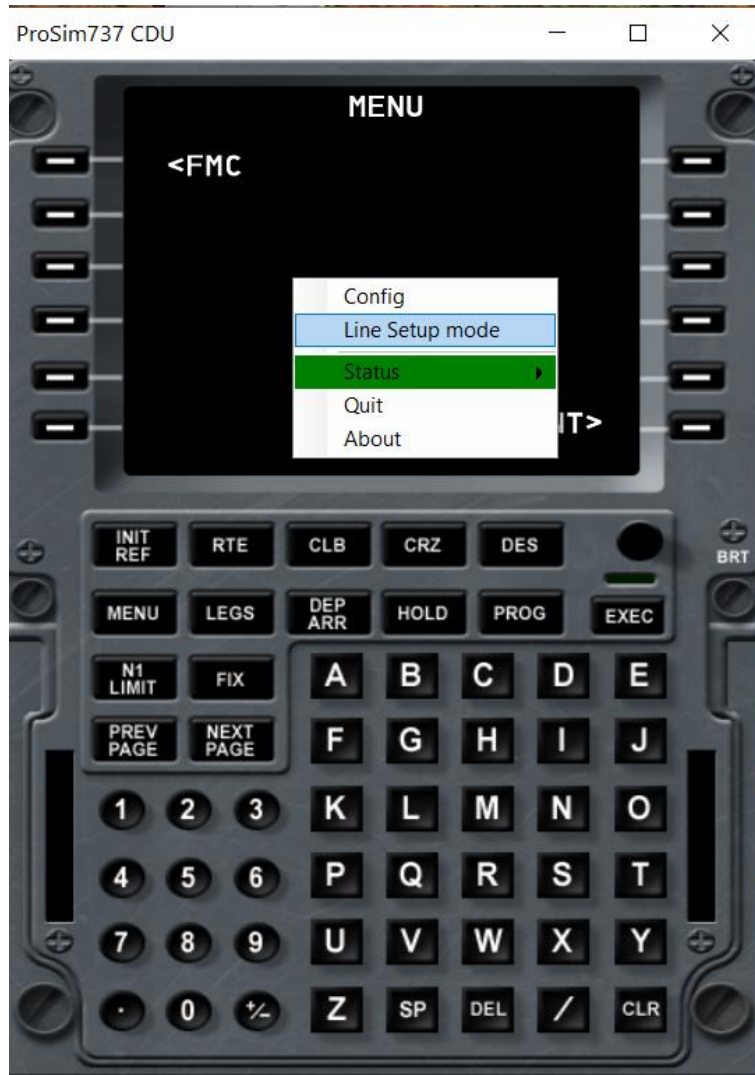 ProSim737 CDU
MENU
<FMC
Config
Line Setup mode
Status
Quit
About
NT>
INIT REF RTE CLB CRZ DES
BRT
MENU LEGS DEP ARR HOLD PROG EXEC
N1 LIMIT FIX A B C D E
PREV PAGE NEXT PAGE F G H I J
1 2 3 K L M N O
4 5 6 P Q R S T
7 8 9 U V W X Y
. 0 +/- Z SP DEL / CLR